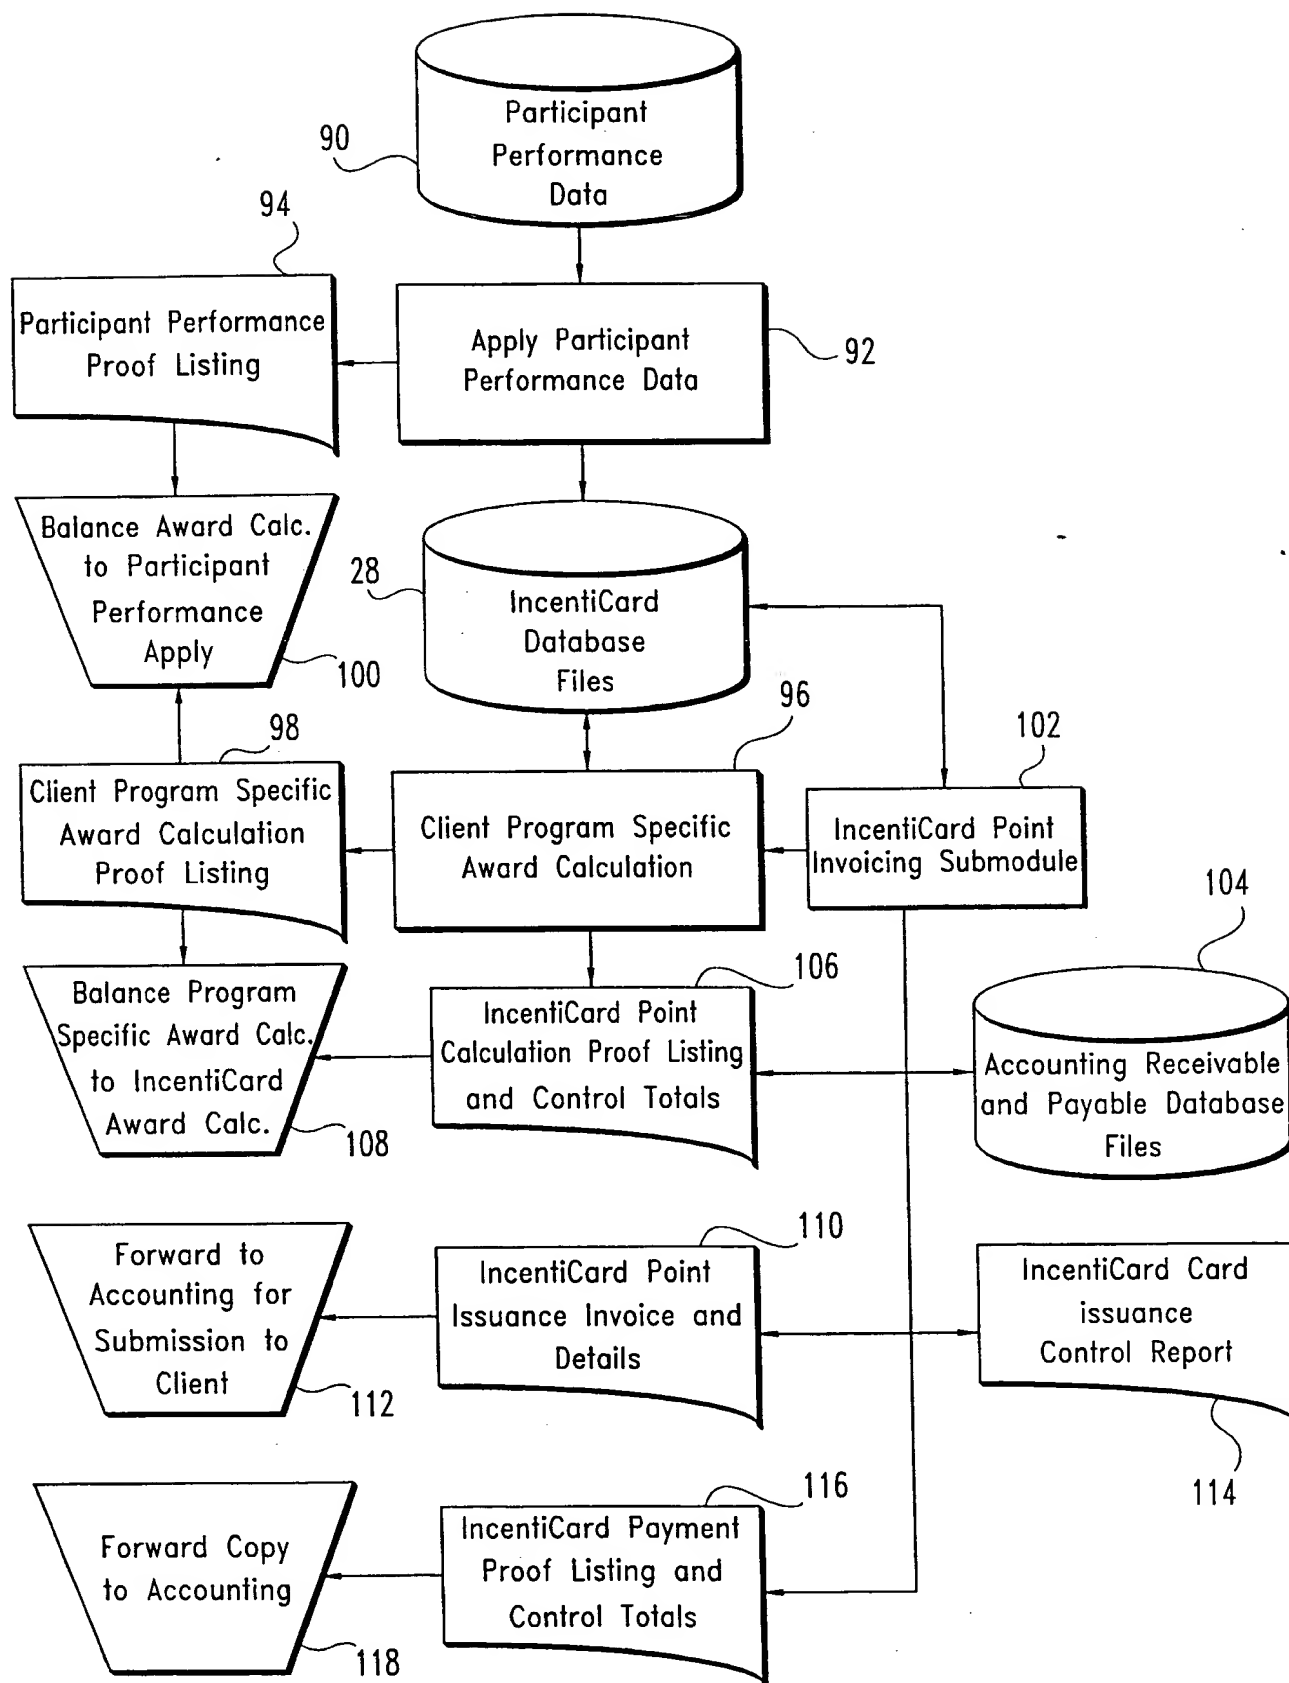 Participant
Performance
Data
90
94
Participant Performance
Proof Listing
Apply Participant
Performance Data
92
Balance Award Calc.
to Participant
Performance
Apply
100
28
IncentiCard
Database
Files
96
102
98
Client Program Specific
Award Calculation
Proof Listing
Client Program Specific
Award Calculation
IncentiCard Point
Invoicing Submodule
104
106
Balance Program
Specific Award Calc.
to IncentiCard
Award Calc.
108
IncentiCard Point
Calculation Proof Listing
and Control Totals
Accounting Receivable
and Payable Database
Files
110
Forward to
Accounting for
Submission to
Client
112
IncentiCard Point
Issuance Invoice and
Details
IncentiCard Card
issuance
Control Report
114
116
Forward Copy
to Accounting
118
IncentiCard Payment
Proof Listing and
Control Totals